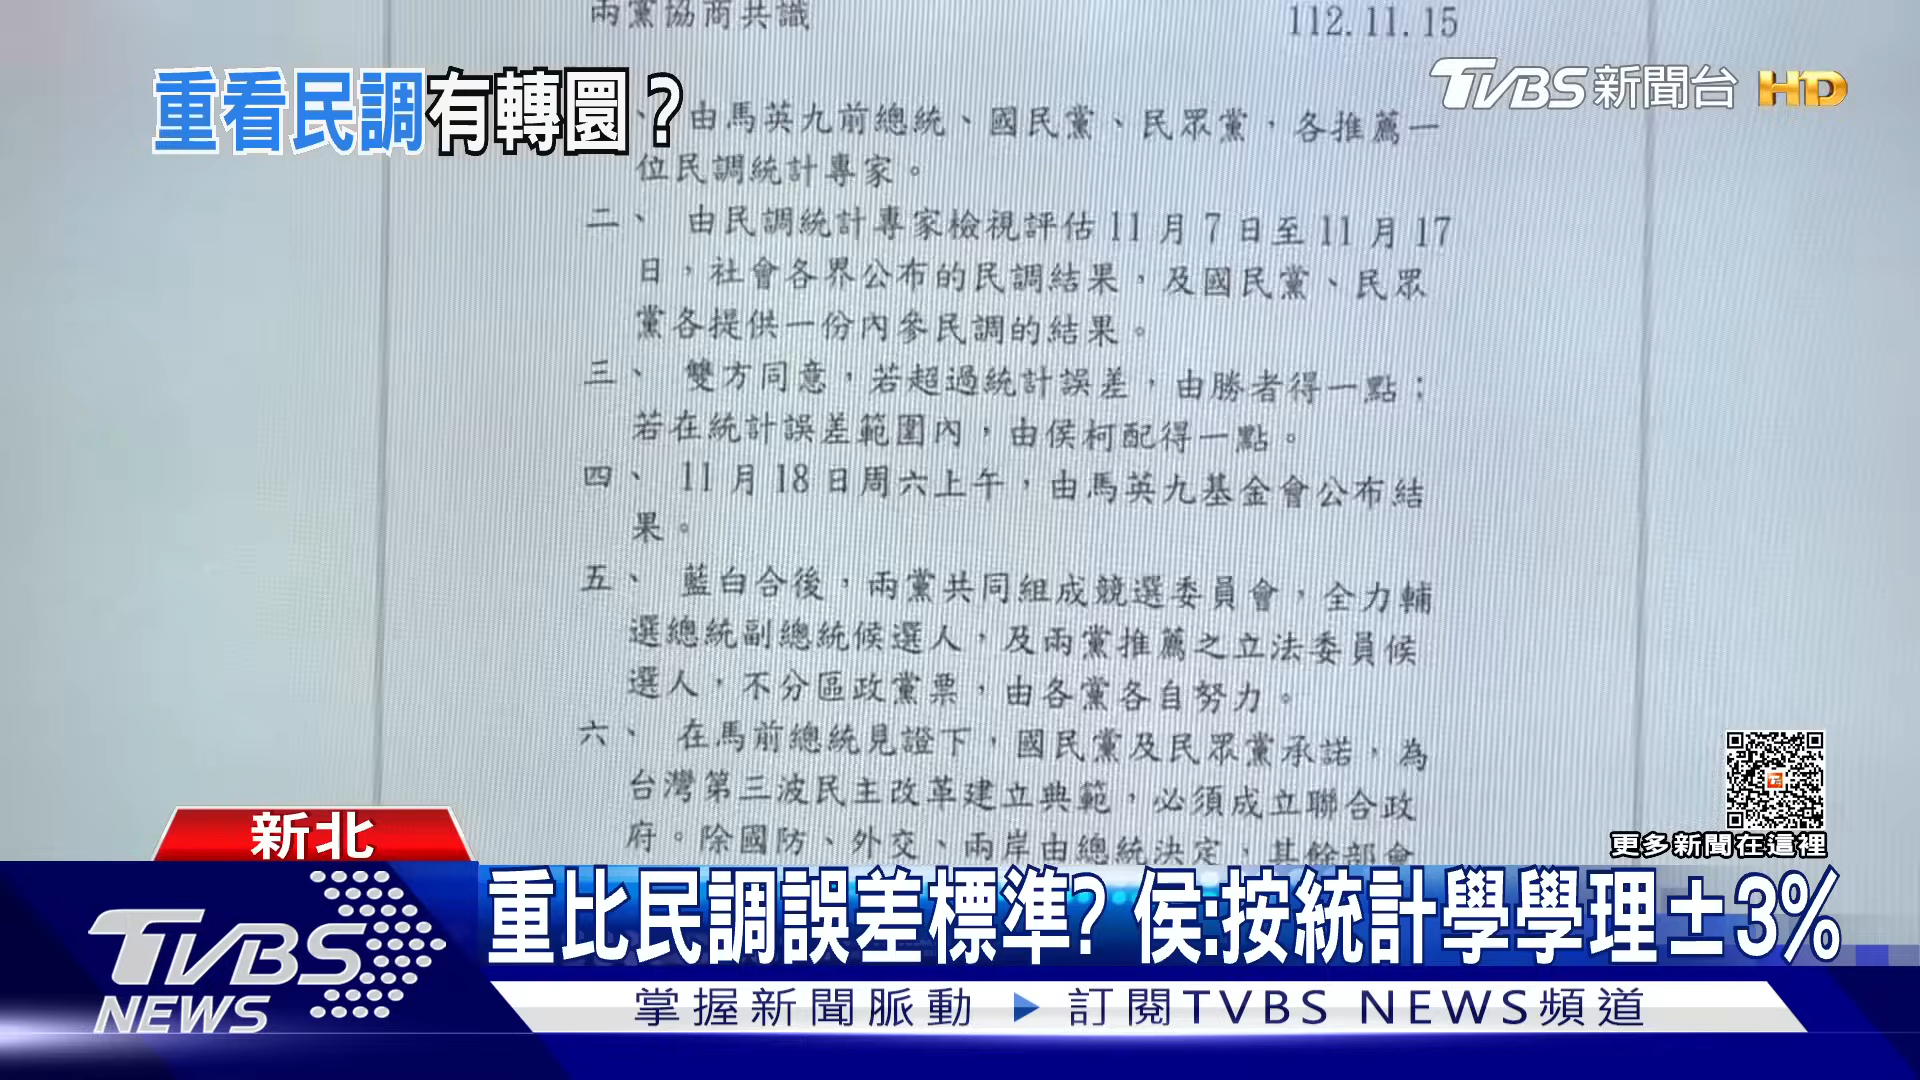 兩黨協商共識 112.11.15
重看民調有轉圜？
TVBS新聞台 HD
、 由馬英九前總統、國民黨、民眾黨，各推薦一
位民調統計專家。
二、 由民調統計專家檢視評估11月7日至11月17
日，社會各界公布的民調結果，及國民黨、民眾
黨各提供一份內參民調的結果。
三、 雙方同意，若超過統計誤差，由勝者得一點；
若在統計誤差範圍內，由侯柯配得一點。
四、 11月18日周六上午，由馬英九基金會公布結
果。
五、 藍白合後，兩黨共同組成競選委員會，全力輔
選總統副總統候選人，及兩黨推薦之立法委員候
選人，不分區政黨票，由各黨各自努力。
六、 在馬前總統見證下，國民黨及民眾黨承諾，為
台灣第三波民主改革建立典範，必須成立聯合政
府。除國防、外交、兩岸由總統決定，其餘部會
更多新聞在這裡
新北
重比民調誤差標準? 侯:按統計學學理±3%
TVBS NEWS
掌握新聞脈動 ▶ 訂閱TVBS NEWS頻道